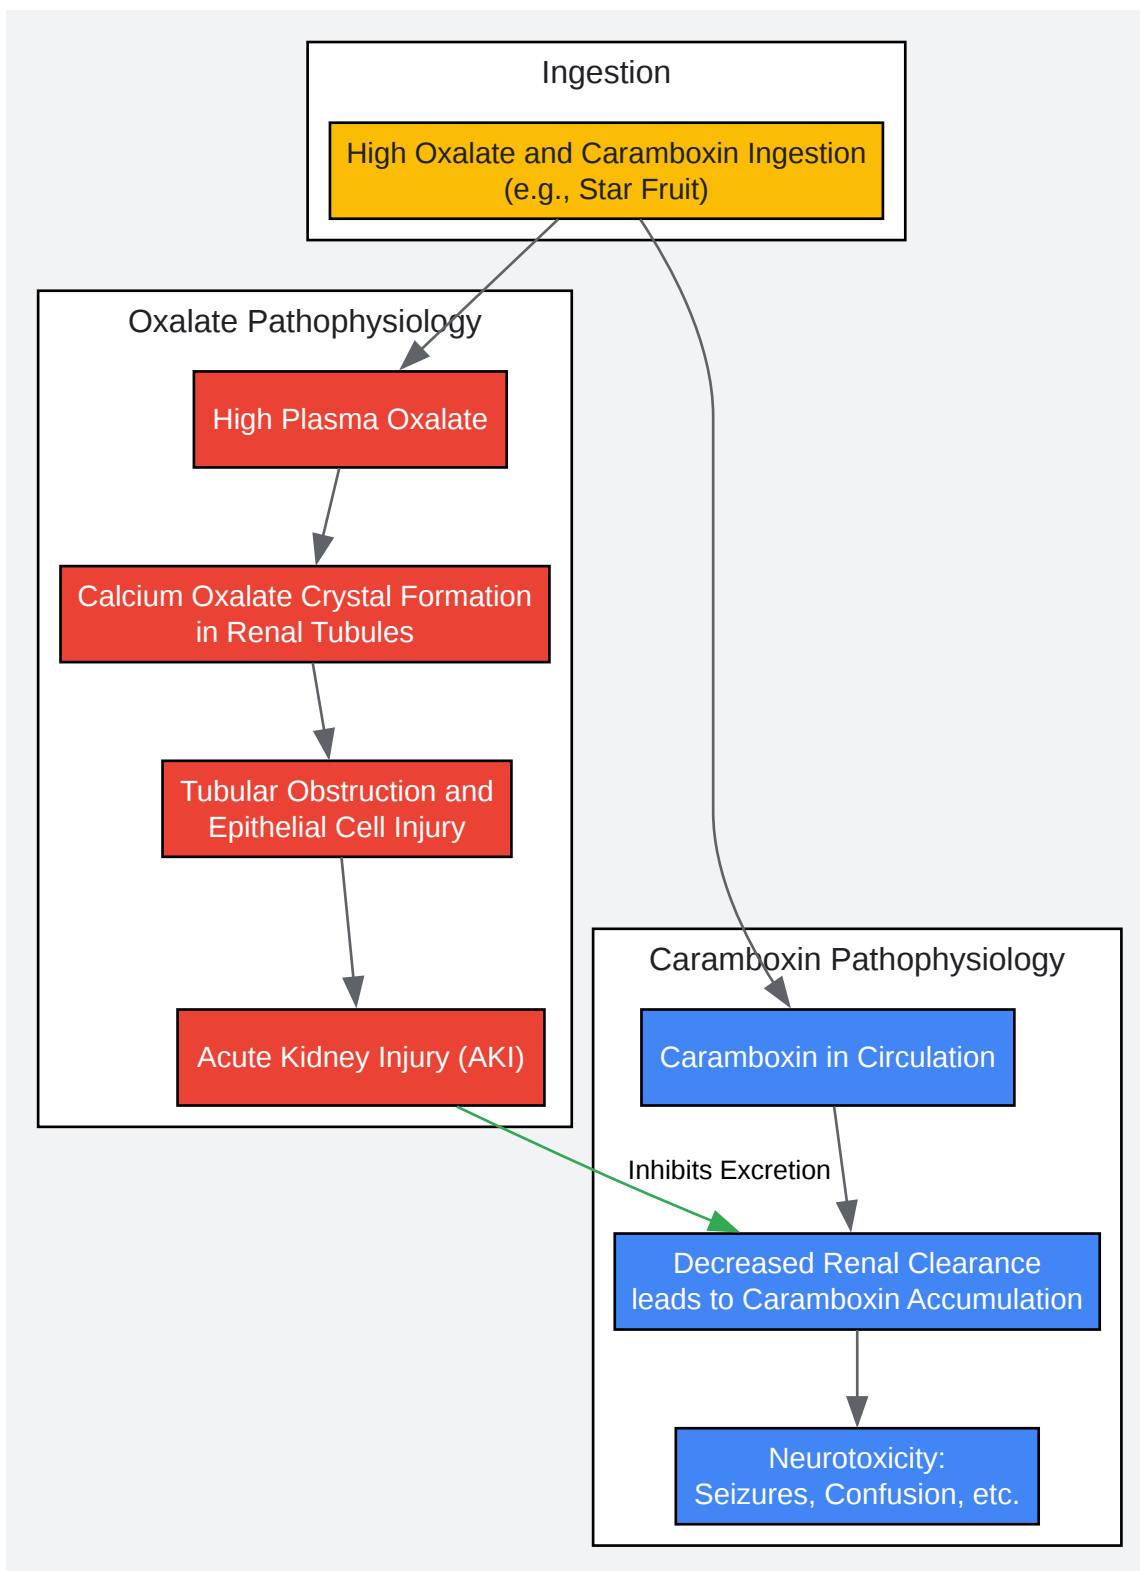 Ingestion
High Oxalate and Caramboxin Ingestion
(e.g., Star Fruit)
Oxalate Pathophysiology
High Plasma Oxalate
Calcium Oxalate Crystal Formation
in Renal Tubules
Tubular Obstruction and
Epithelial Cell Injury
Acute Kidney Injury (AKI)
Caramboxin Pathophysiology
Caramboxin in Circulation
Inhibits Excretion
Decreased Renal Clearance
leads to Caramboxin Accumulation
Neurotoxicity:
Seizures, Confusion, etc.